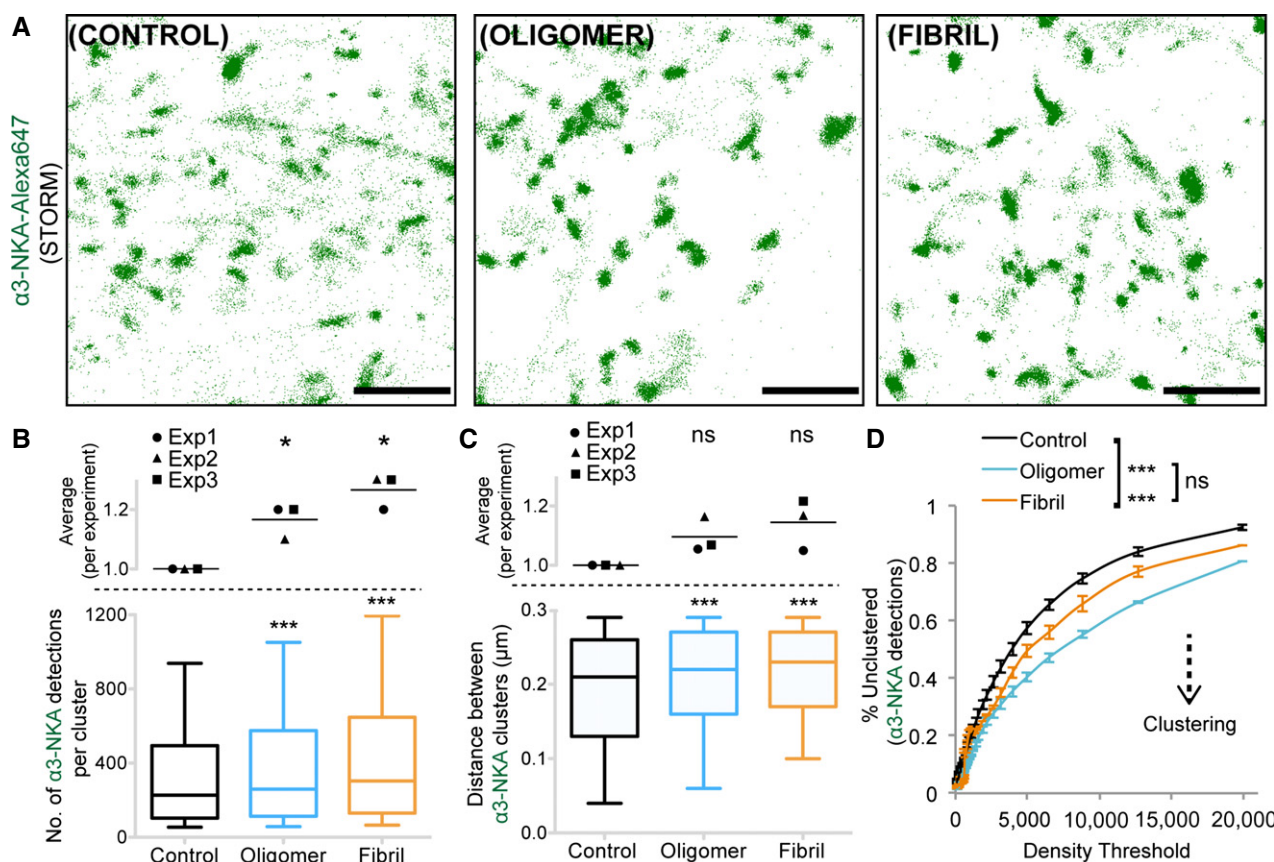 A
(CONTROL)
(OLIGOMER)
(FIBRIL)
α3-NKA-Alexa647
(STORM)
B
Exp1
Exp2
Exp3
*
*
Average
(per experiment)
1.2
1.0
1200
800
400
0
***
***
No. of α3-NKA detections
per cluster
Control
Oligomer
Fibril
C
Exp1
Exp2
Exp3
ns
ns
Average
(per experiment)
1.2
1.0
0.3
0.2
0.1
0.0
***
***
Distance between
α3-NKA clusters (µm)
Control
Oligomer
Fibril
D
Control
Oligomer
Fibril
***
***
ns
% Unclustered
(α3-NKA detections)
1
0.8
0.6
0.4
0.2
0
Clustering
0
5,000
10,000
15,000
20,000
Density Threshold